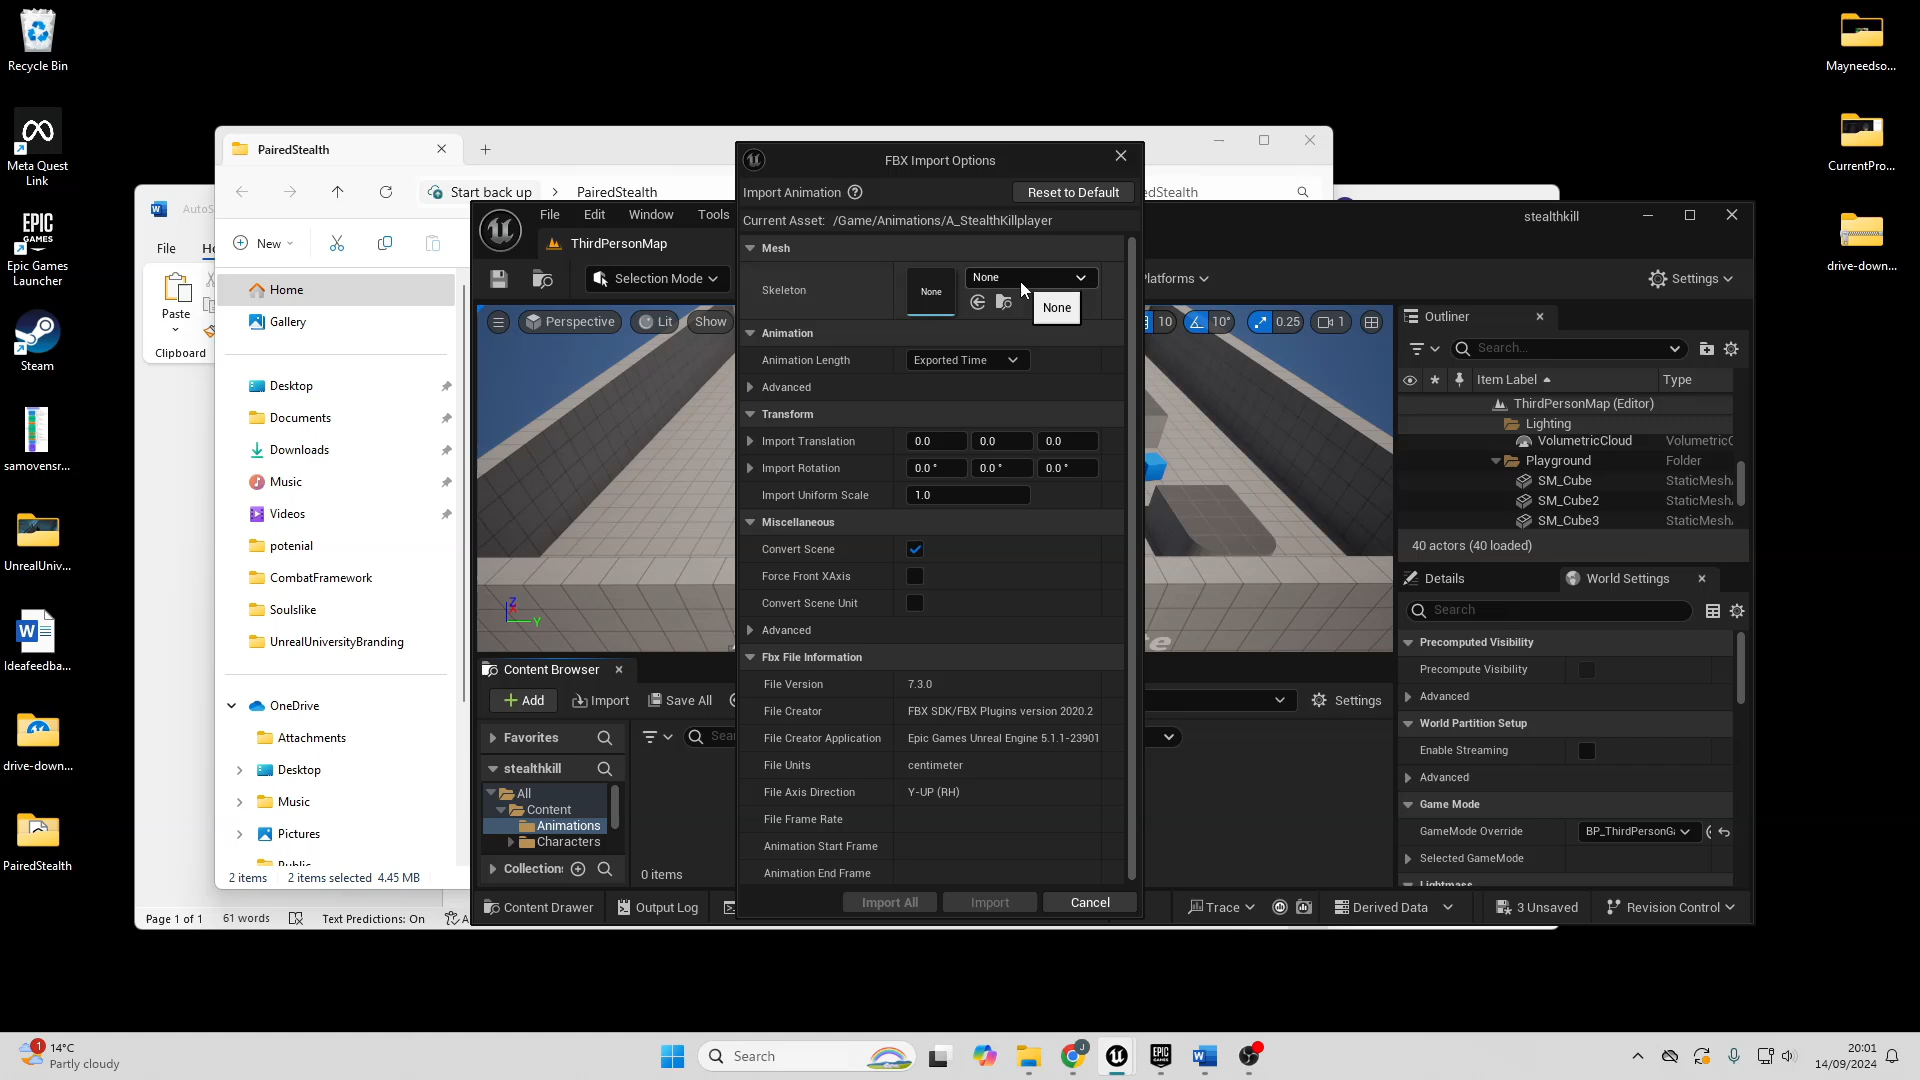 Recycle Bin
Meta Quest
Link
Epic Games
Launcher
Steam
samovensr...
UnrealUniv...
Ideafeedba...
drive-down...
PairedStealth
Mayneedso...
CurrentPro...
drive-down...
File
Paste
Clipboard
Page 1 of 1
61 words
Text Predictions: On
PairedStealth
Start back up
PairedStealth
edStealth
New
Home
Gallery
Desktop
Documents
Downloads
Music
Videos
potenial
CombatFramework
Soulslike
UnrealUniversityBranding
OneDrive
Attachments
Desktop
Music
Pictures
2 items
2 items selected 4.45 MB
File
Edit
Window
Tools
stealthkill
ThirdPersonMap
Selection Mode
Platforms
Settings
Perspective
Lit
Show
10
10°
0.25
1
FBX Import Options
Import Animation
Reset to Default
Current Asset: /Game/Animations/A_StealthKillplayer
Mesh
Skeleton
None
None
None
Animation
Animation Length
Exported Time
Advanced
Transform
Import Translation
0.0
0.0
0.0
Import Rotation
0.0 °
0.0 °
0.0 °
Import Uniform Scale
1.0
Miscellaneous
Convert Scene
Force Front XAxis
Convert Scene Unit
Advanced
Fbx File Information
File Version
7.3.0
File Creator
FBX SDK/FBX Plugins version 2020.2
File Creator Application
Epic Games Unreal Engine 5.1.1-23901
File Units
centimeter
File Axis Direction
Y-UP (RH)
File Frame Rate
Animation Start Frame
Animation End Frame
Import All
Import
Cancel
Z
Y
Content Browser
Add
Import
Save All
Settings
Favorites
Sea
stealthkill
All
Content
Animations
Characters
Collections
0 items
Content Drawer
Output Log
Trace
Derived Data
3 Unsaved
Revision Control
Outliner
Search...
Item Label
Type
ThirdPersonMap (Editor)
Lighting
VolumetricCloud
VolumetricC
Playground
Folder
SM_Cube
StaticMesh
SM_Cube2
StaticMesh
SM_Cube3
StaticMesh
40 actors (40 loaded)
Details
World Settings
Search
Precomputed Visibility
Precompute Visibility
Advanced
World Partition Setup
Enable Streaming
Advanced
Game Mode
GameMode Override
BP_ThirdPersonGa
Selected GameMode
Lightmass
1
14°C
Partly cloudy
Search
20:01
14/09/2024